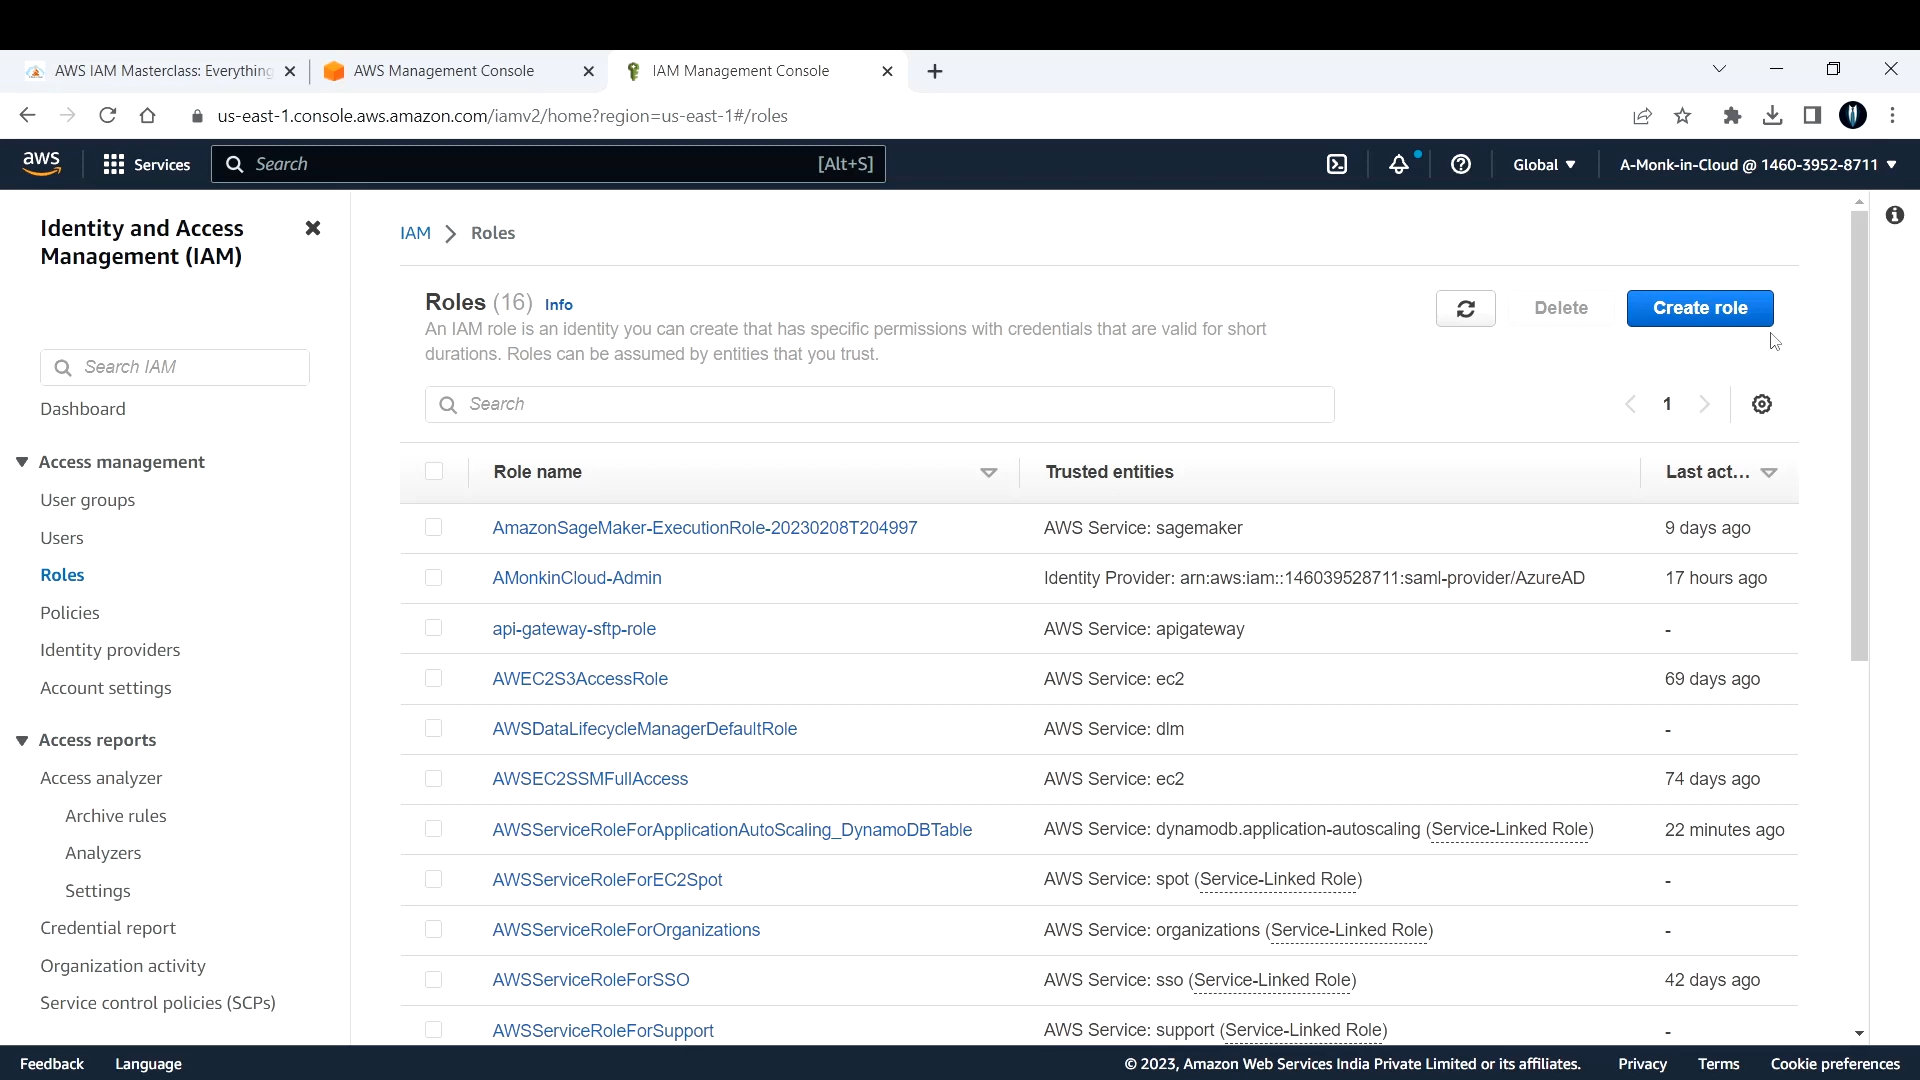 AWS IAM Masterclass: Everything
AWS Management Console
IAM Management Console
us-east-1.console.aws.amazon.com/iamv2/home?region=us-east-1#/roles
aws
Services
Search
[Alt+S]
Global
A-Monk-in-Cloud @ 1460-3952-8711
Identity and Access
Management (IAM)
Search IAM
Dashboard
Access management
User groups
Users
Roles
Policies
Identity providers
Account settings
Access reports
Access analyzer
Archive rules
Analyzers
Settings
Credential report
Organization activity
Service control policies (SCPs)
IAM > Roles
Roles (16) Info
An IAM role is an identity you can create that has specific permissions with credentials that are valid for short
durations. Roles can be assumed by entities that you trust.
Delete
Create role
Search
1
Role name Trusted entities Last act...
AmazonSageMaker-ExecutionRole-20230208T204997 AWS Service: sagemaker 9 days ago
AMonkinCloud-Admin Identity Provider: arn:aws:iam::146039528711:saml-provider/AzureAD 17 hours ago
api-gateway-sftp-role AWS Service: apigateway -
AWEC2S3AccessRole AWS Service: ec2 69 days ago
AWSDataLifecycleManagerDefaultRole AWS Service: dlm -
AWSEC2SSMFullAccess AWS Service: ec2 74 days ago
AWSServiceRoleForApplicationAutoScaling_DynamoDBTable AWS Service: dynamodb.application-autoscaling (Service-Linked Role) 22 minutes ago
AWSServiceRoleForEC2Spot AWS Service: spot (Service-Linked Role) -
AWSServiceRoleForOrganizations AWS Service: organizations (Service-Linked Role) -
AWSServiceRoleForSSO AWS Service: sso (Service-Linked Role) 42 days ago
AWSServiceRoleForSupport AWS Service: support (Service-Linked Role) -
Feedback Language © 2023, Amazon Web Services India Private Limited or its affiliates. Privacy Terms Cookie preferences